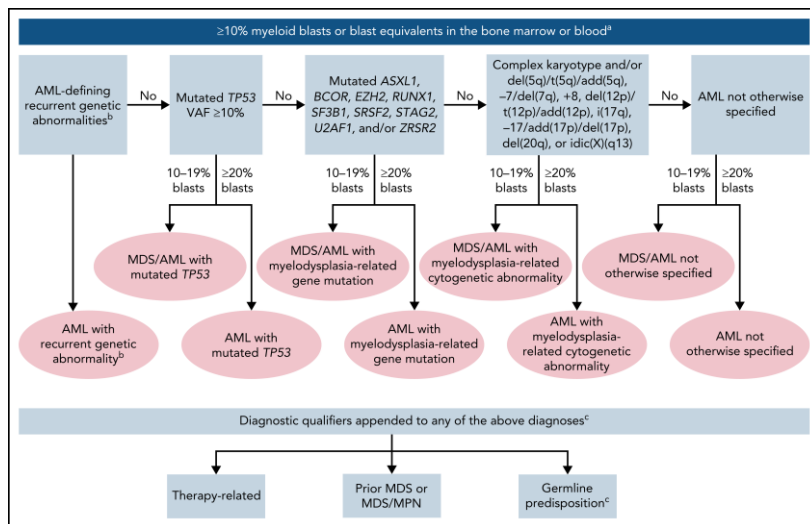 ≥10% myeloid blasts or blast equivalents in the bone marrow or bloodᵃ
AML-defining
recurrent genetic
abnormalitiesᵇ
No
Mutated TP53
VAF ≥10%
No
Mutated ASXL1,
BCOR, EZH2, RUNX1,
SF3B1, SRSF2, STAG2,
U2AF1, and/or ZRSR2
No
Complex karyotype and/or
del(5q)/t(5q)/add(5q),
–7/del(7q), +8, del(12p)/
t(12p)/add(12p), i(17q),
–17/add(17p)/del(17p),
del(20q), or idic(X)(q13)
No
AML not otherwise
specified
10–19%
blasts
≥20%
blasts
10–19%
blasts
≥20%
blasts
10–19%
blasts
≥20%
blasts
10–19%
blasts
≥20%
blasts
MDS/AML with
mutated TP53
MDS/AML with
myelodysplasia-related
gene mutation
MDS/AML with
myelodysplasia-related
cytogenetic abnormality
MDS/AML not
otherwise specified
AML with
recurrent genetic
abnormalityᵇ
AML with
mutated TP53
AML with
myelodysplasia-related
gene mutation
AML with
myelodysplasia-
related cytogenetic
abnormality
AML not
otherwise specified
Diagnostic qualifiers appended to any of the above diagnosesᶜ
Therapy-related
Prior MDS or
MDS/MPN
Germline
predispositionᶜ